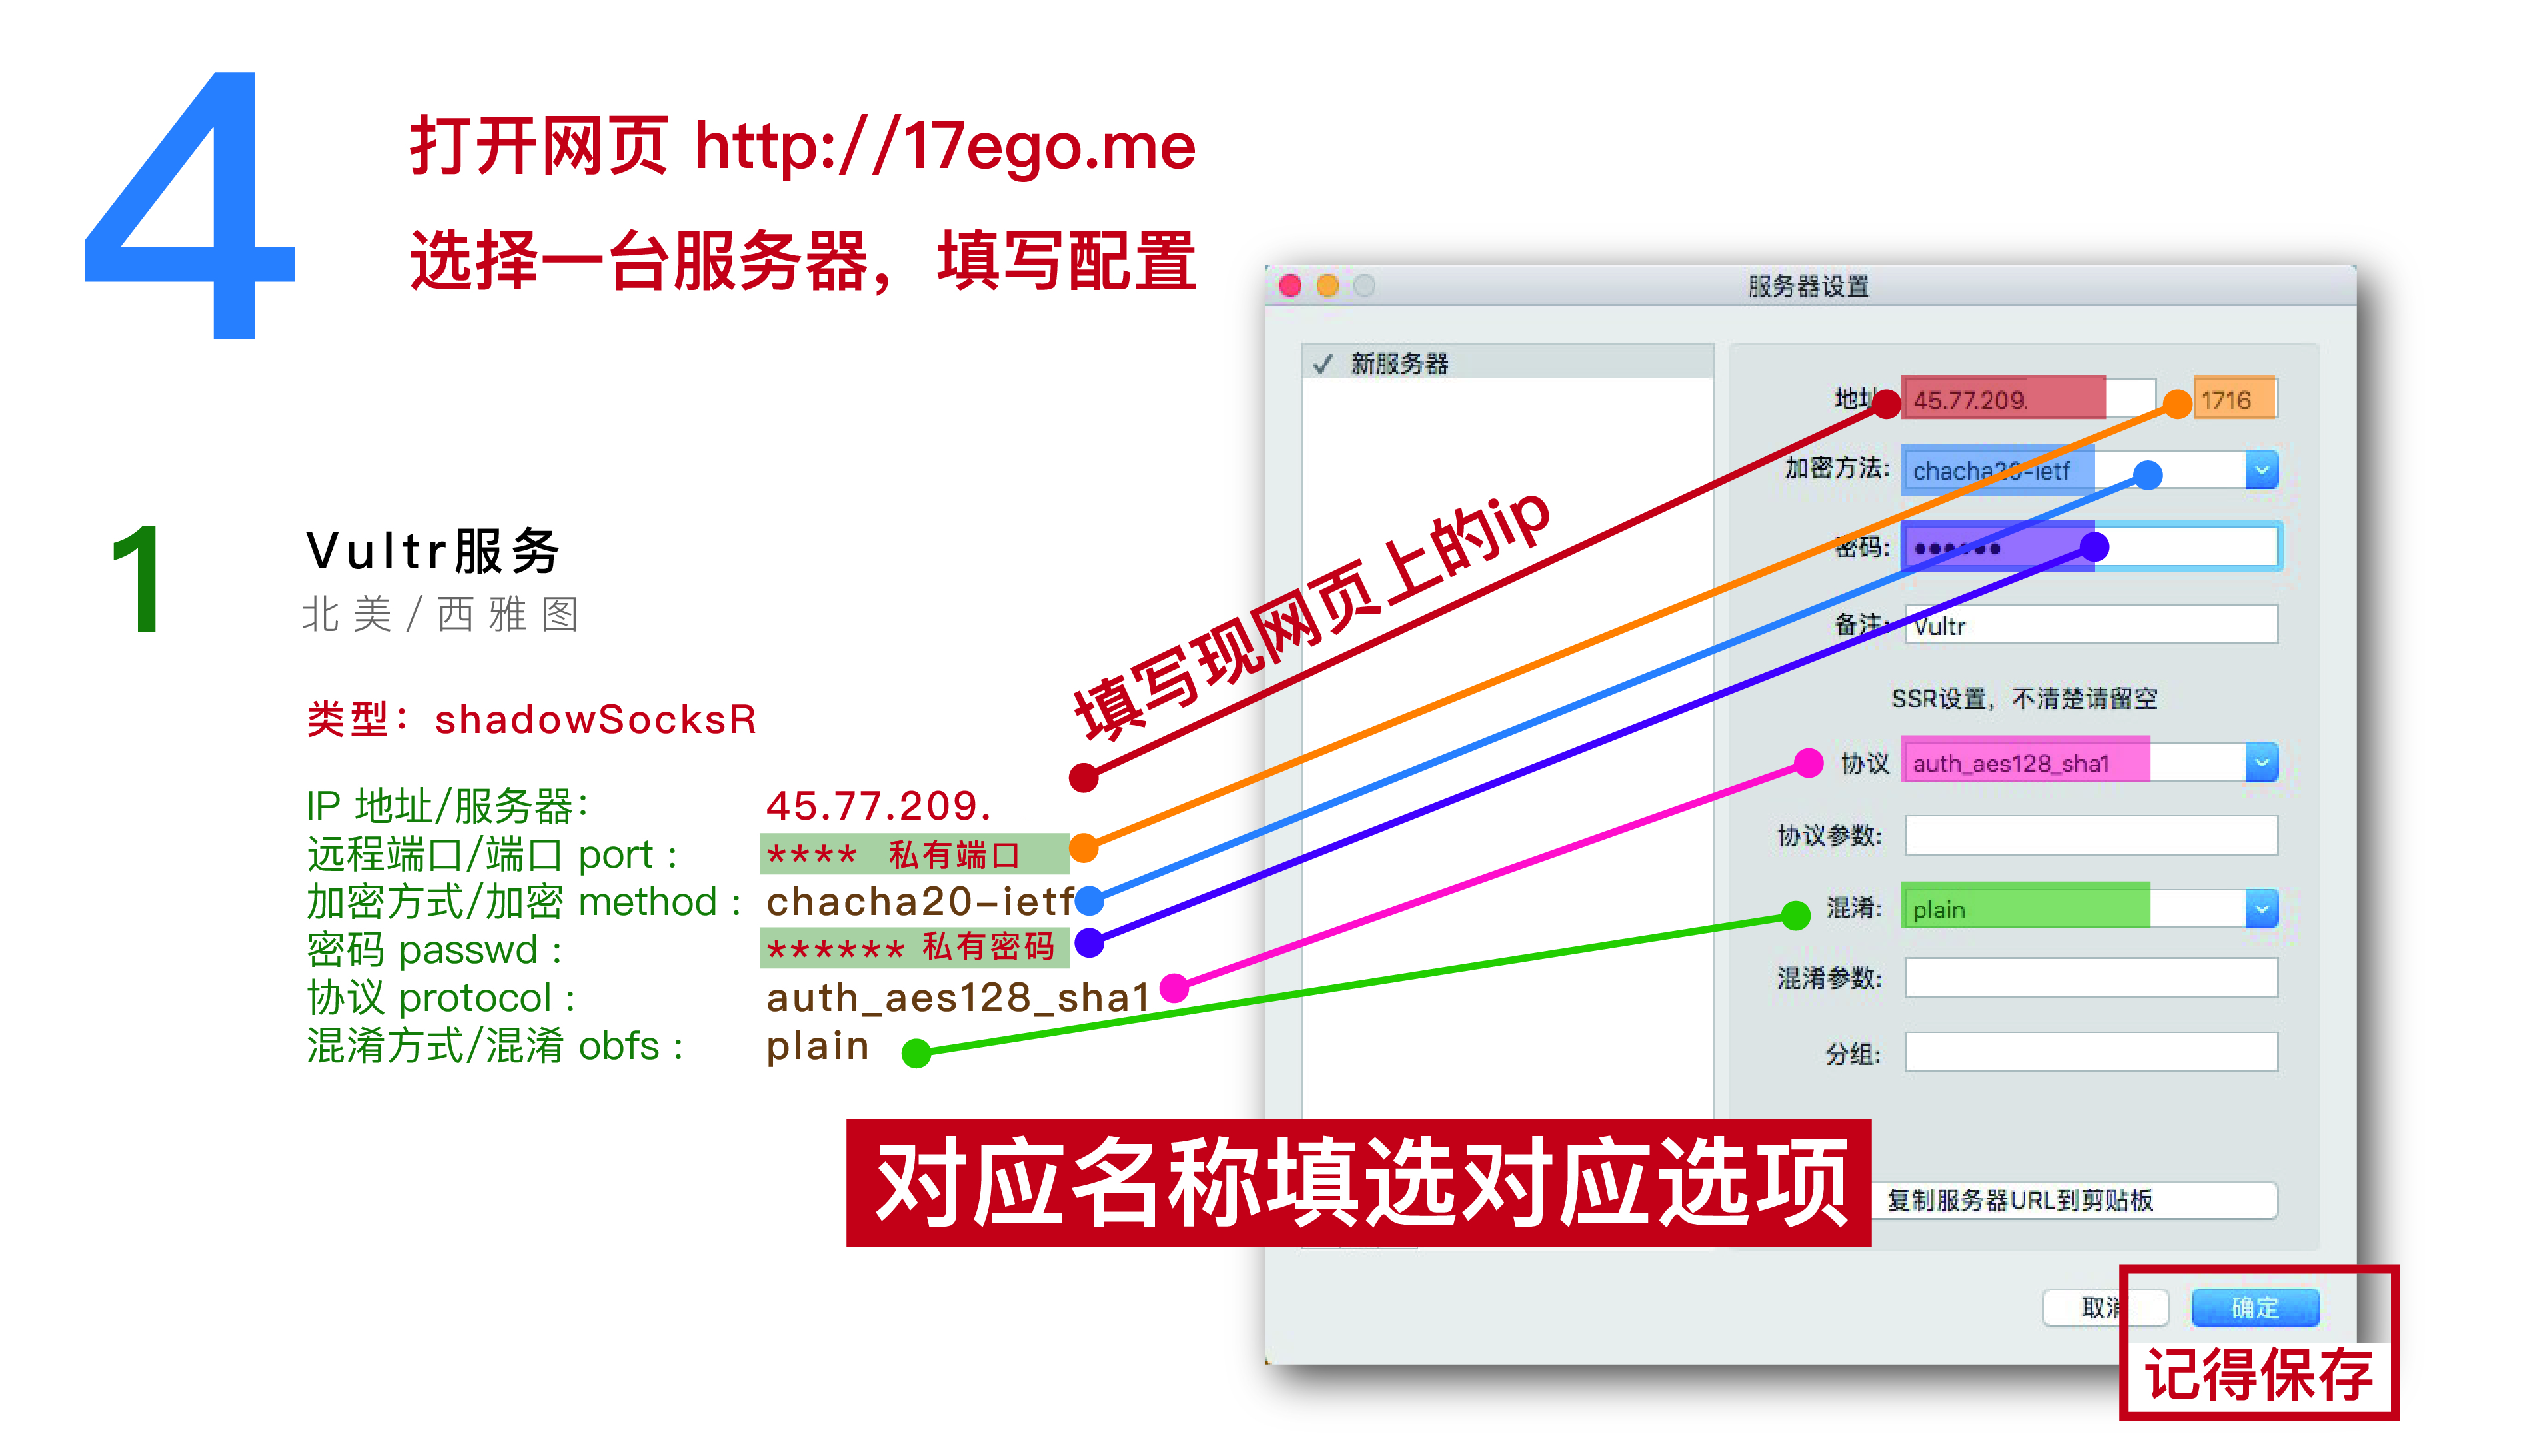 4
打开网页 http://17ego.me
选择一台服务器，填写配置
1
Vultr服务
北美/西雅图
类型：shadowSocksR
IP 地址/服务器： 45.77.209.
远程端口/端口 port： **** 私有端口
加密方式/加密 method： chacha20-ietf
密码 passwd： ****** 私有密码
协议 protocol： auth_aes128_sha1
混淆方式/混淆 obfs： plain
填写现网页上的ip
服务器设置
✓ 新服务器
地址 45.77.209. 1716
加密方法: chacha20-ietf
密码: ••••••
备注: Vultr
SSR设置，不清楚请留空
协议 auth_aes128_sha1
协议参数:
混淆: plain
混淆参数:
分组:
对应名称填选对应选项
复制服务器URL到剪贴板
取消 确定
记得保存